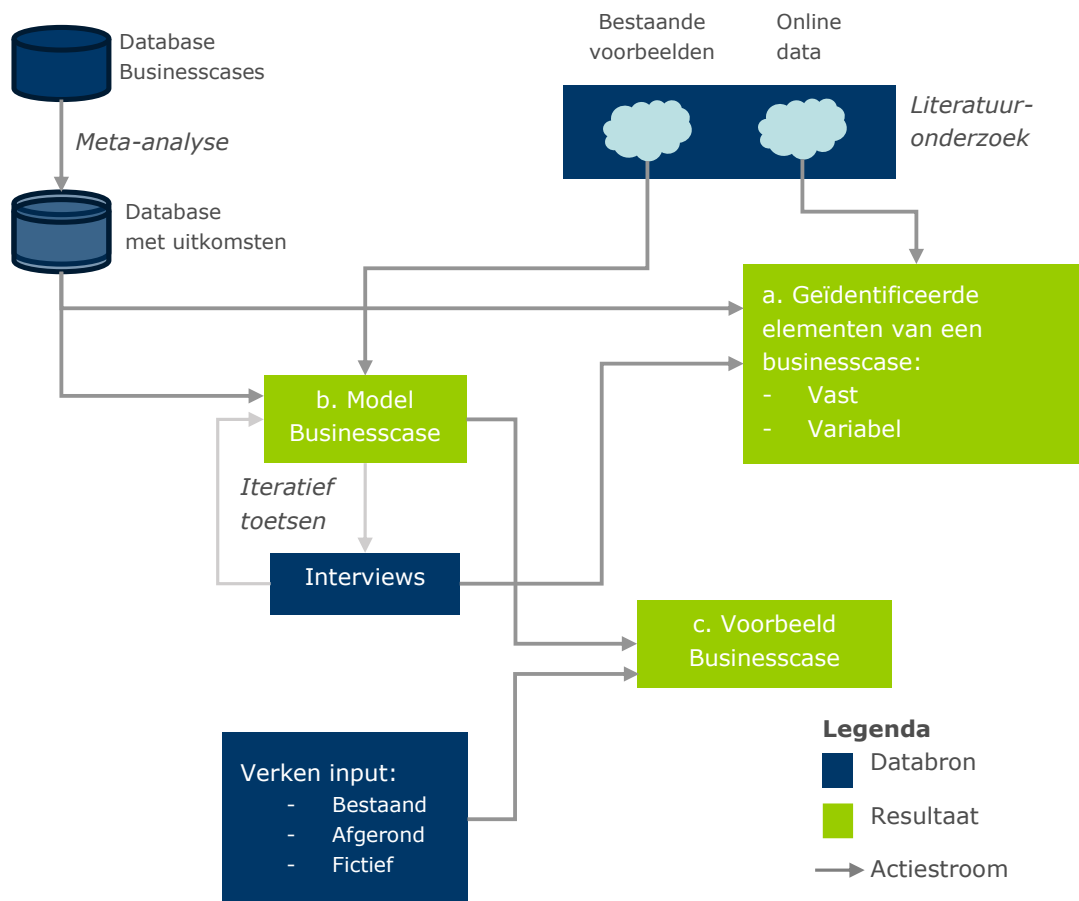 Database
Businesscases
Bestaande
voorbeelden
Online
data
Literatuur-
onderzoek
Meta-analyse
Database
met uitkomsten
a. Geïdentificeerde
elementen van een
businesscase:
- Vast
- Variabel
b. Model
Businesscase
Iteratief
toetsen
Interviews
c. Voorbeeld
Businesscase
Verken input:
- Bestaand
- Afgerond
- Fictief
Legenda
Databron
Resultaat
Actiestroom